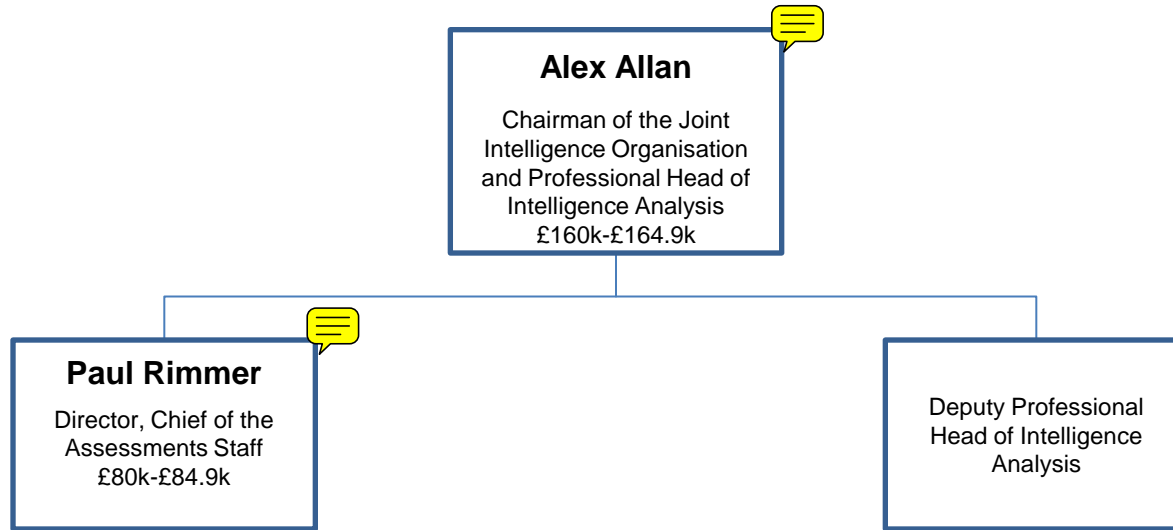 Alex Allan
Chairman of the Joint
Intelligence Organisation
and Professional Head of
Intelligence Analysis
£160k-£164.9k
Paul Rimmer
Director, Chief of the
Assessments Staff
£80k-£84.9k
Deputy Professional
Head of Intelligence
Analysis